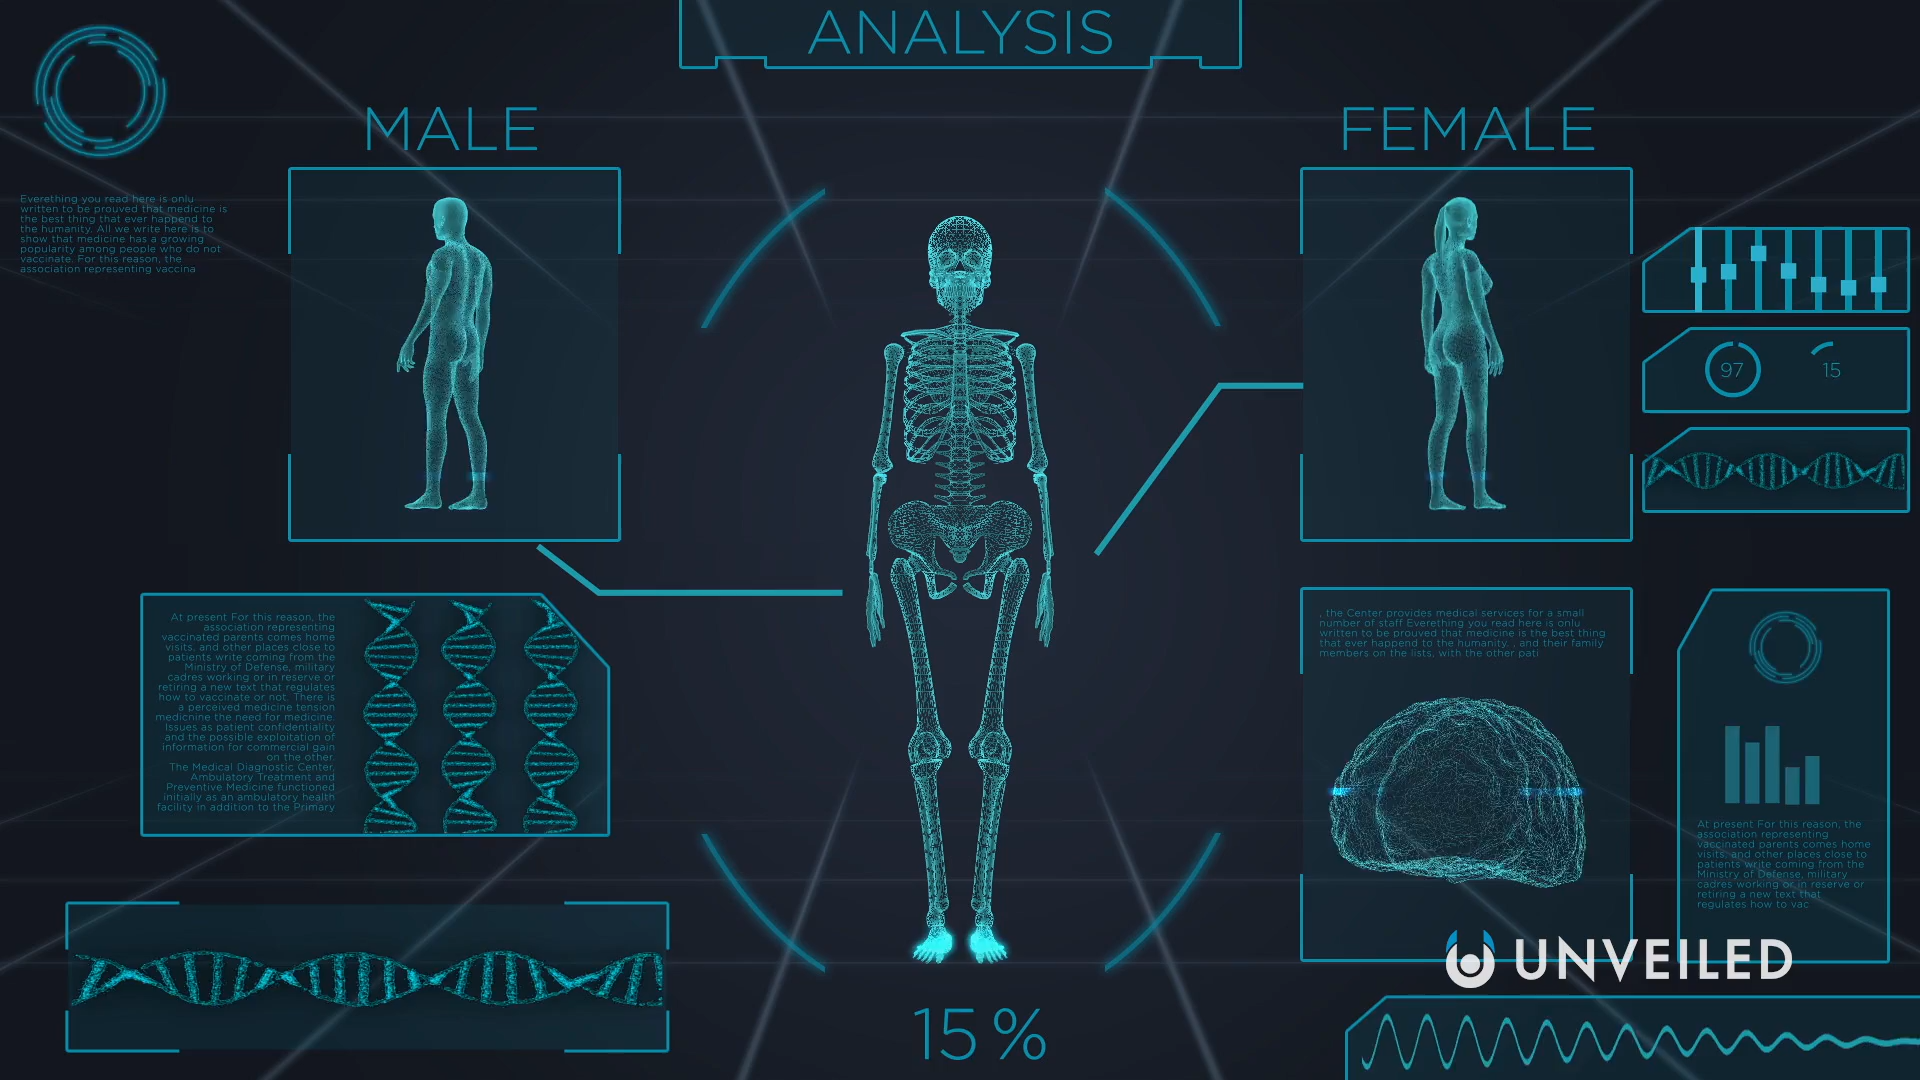 ANALYSIS
MALE
FEMALE
Everething you read here is onlu
written to be prouved that medicine is
the best thing that ever happend to
the humanity. All we write here is to
show that medicine has a growing
popularity among people who do not
vaccinate. For this reason, the
association representing vaccina
97
15
At present For this reason, the
association representing
vaccinated parents comes home
visits, and other places close to
patients write coming from the
Ministry of Defense, military
cadres working or in reserve or
retiring a new text that regulates
how to vaccinate or not. There is
a perceived medicine tension
medicnine the need for medicine.
Issues as patient confidentiality
and the possible exploitation of
information for commercial gain
on the other.
The Medical Diagnostic Center,
Ambulatory Treatment and
Preventive Medicine functioned
initially as an ambulatory health
facility in addition to the Primary
, the Center provides medical services for a small
number of staff Everething you read here is onlu
written to be prouved that medicine is the best thing
that ever happend to the humanity. , and their family
members on the lists, with the other pati
At present For this reason, the
association representing
vaccinated parents comes home
visits, and other places close to
patients write coming from the
Ministry of Defense, military
cadres working or in reserve or
retiring a new text that
regulates how to vac
UNVEILED
15 %